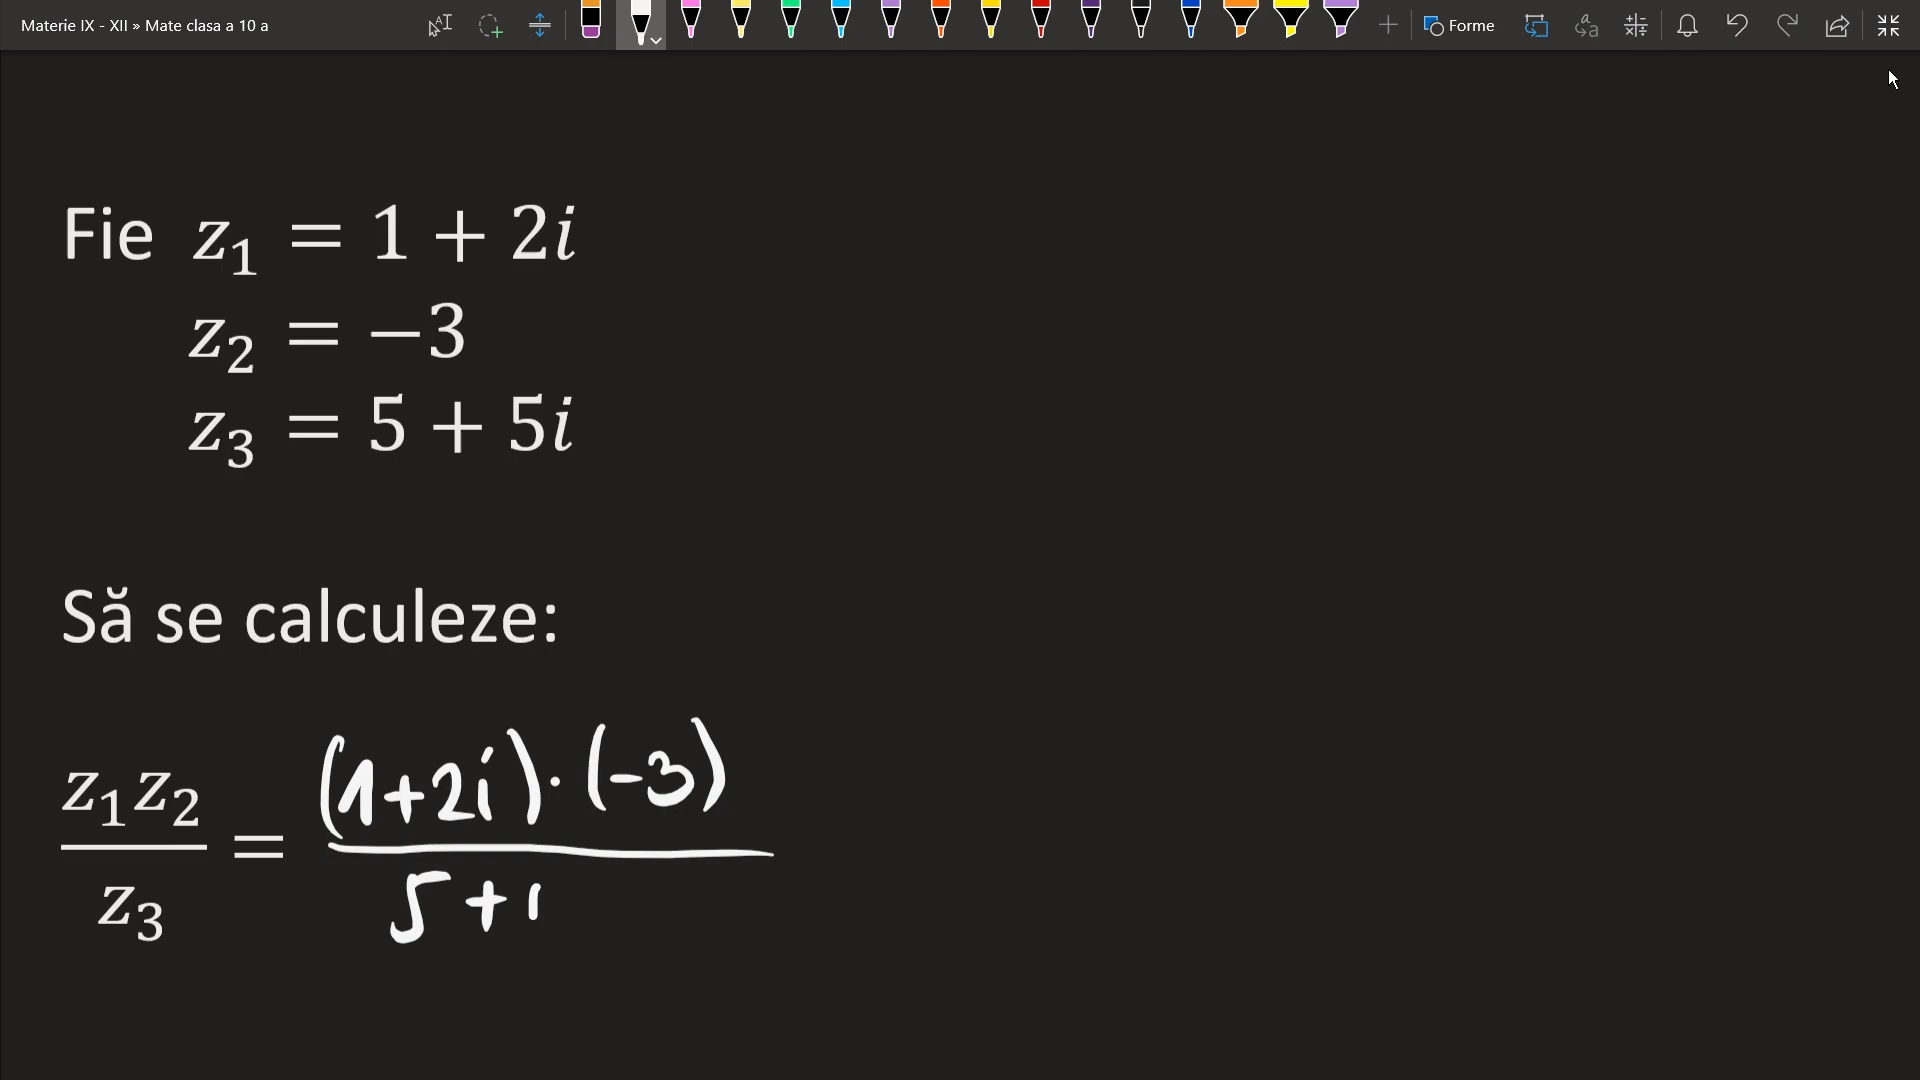 Materie IX - XII » Mate clasa a 10 a
Forme
Fie z₁ = 1 + 2i
z₂ = −3
z₃ = 5 + 5i
Să se calculeze:
z₁z₂ / z₃ = (1+2i)·(-3) / 5+